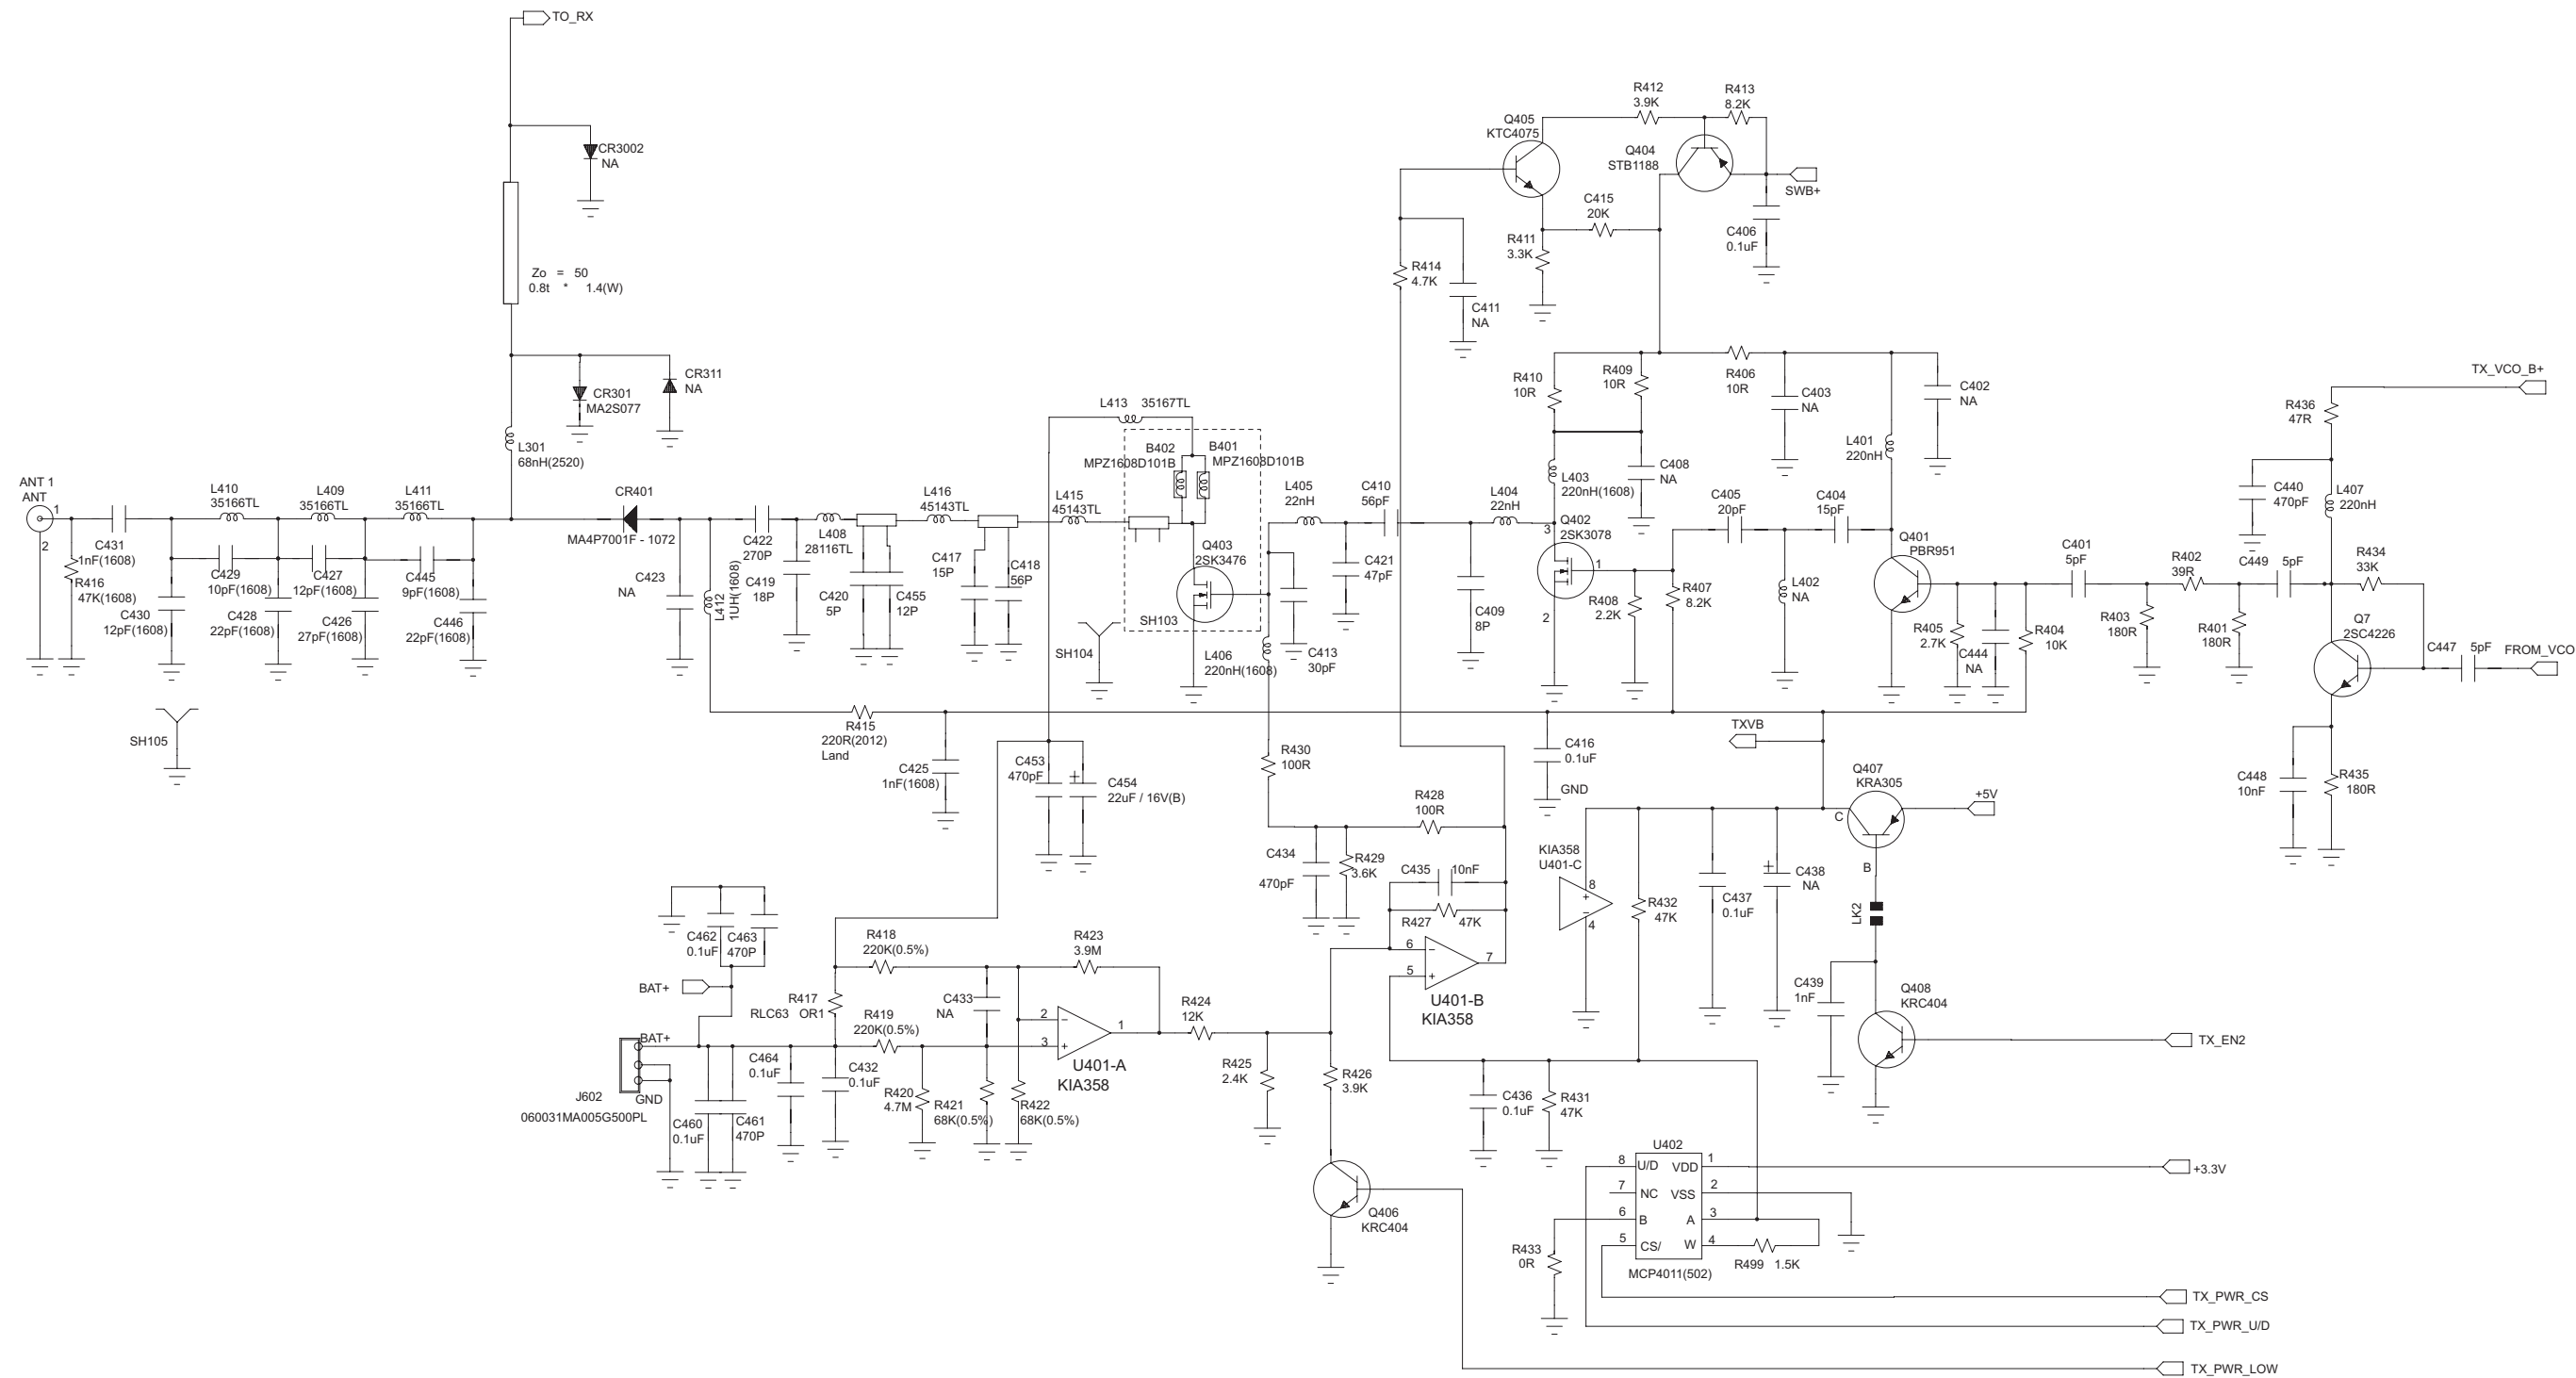 TO_RX
CR3002
NA
Zo = 50
0.8t * 1.4(W)
CR301
MA2S077
CR311
NA
L301
68nH(2520)
ANT 1
ANT
1
2
C431
1nF(1608)
R416
47K(1608)
C430
12pF(1608)
L410
35166TL
C429
10pF(1608)
C428
22pF(1608)
L409
35166TL
C427
12pF(1608)
C426
27pF(1608)
L411
35166TL
C445
9pF(1608)
C446
22pF(1608)
SH105
CR401
MA4P7001F - 1072
C423
NA
L412
1UH(1608)
C422
270P
C419
18P
L408
28116TL
C420
5P
C455
12P
L416
45143TL
C417
15P
C418
56P
L415
45143TL
L413 35167TL
B402
MPZ1608D101B
B401
MPZ1608D101B
Q403
2SK3476
SH103
SH104
L406
220nH(1608)
C413
30pF
L405
22nH
C421
47pF
C410
56pF
C409
8P
L404
22nH
3
Q402
2SK3078
1
2
L403
220nH(1608)
C408
NA
R410
10R
R409
10R
R406
10R
C403
NA
C402
NA
L401
220nH
R412
3.9K
R413
8.2K
Q405
KTC4075
Q404
STB1188
SWB+
C415
20K
C406
0.1uF
R411
3.3K
R414
4.7K
C411
NA
R408
2.2K
R407
8.2K
C405
20pF
C404
15pF
L402
NA
Q401
PBR951
R405
2.7K
C444
NA
R404
10K
C401
5pF
R403
180R
R402
39R
R401
180R
C449 5pF
TX_VCO_B+
R436
47R
C440
470pF
L407
220nH
R434
33K
Q7
2SC4226
C447 5pF
FROM_VCO
C448
10nF
R435
180R
R415
220R(2012)
Land
C425
1nF(1608)
C453
470pF
C454
22uF / 16V(B)
R430
100R
C434
470pF
R429
3.6K
R428
100R
C435 10nF
R427 47K
6
5
7
U401-B
KIA358
C416
0.1uF
GND
TXVB
KIA358
U401-C
8
4
R432
47K
C437
0.1uF
C438
NA
Q407
KRA305
C
B
+5V
LK2
C439
1nF
Q408
KRC404
TX_EN2
C462
0.1uF
C463
470P
BAT+
BAT+
GND
J602
060031MA005G500PL
C460
0.1uF
C461
470P
C464
0.1uF
C432
0.1uF
R417
RLC63 OR1
R418
220K(0.5%)
R419
220K(0.5%)
R420
4.7M
R421
68K(0.5%)
R422
68K(0.5%)
C433
NA
R423
3.9M
2
3
1
U401-A
KIA358
R424
12K
R425
2.4K
R426
3.9K
Q406
KRC404
C436
0.1uF
R431
47K
U402
8 U/D VDD 1
7 NC VSS 2
6 B A 3
5 CS/ W 4
MCP4011(502)
R433
0R
R499 1.5K
+3.3V
TX_PWR_CS
TX_PWR_U/D
TX_PWR_LOW